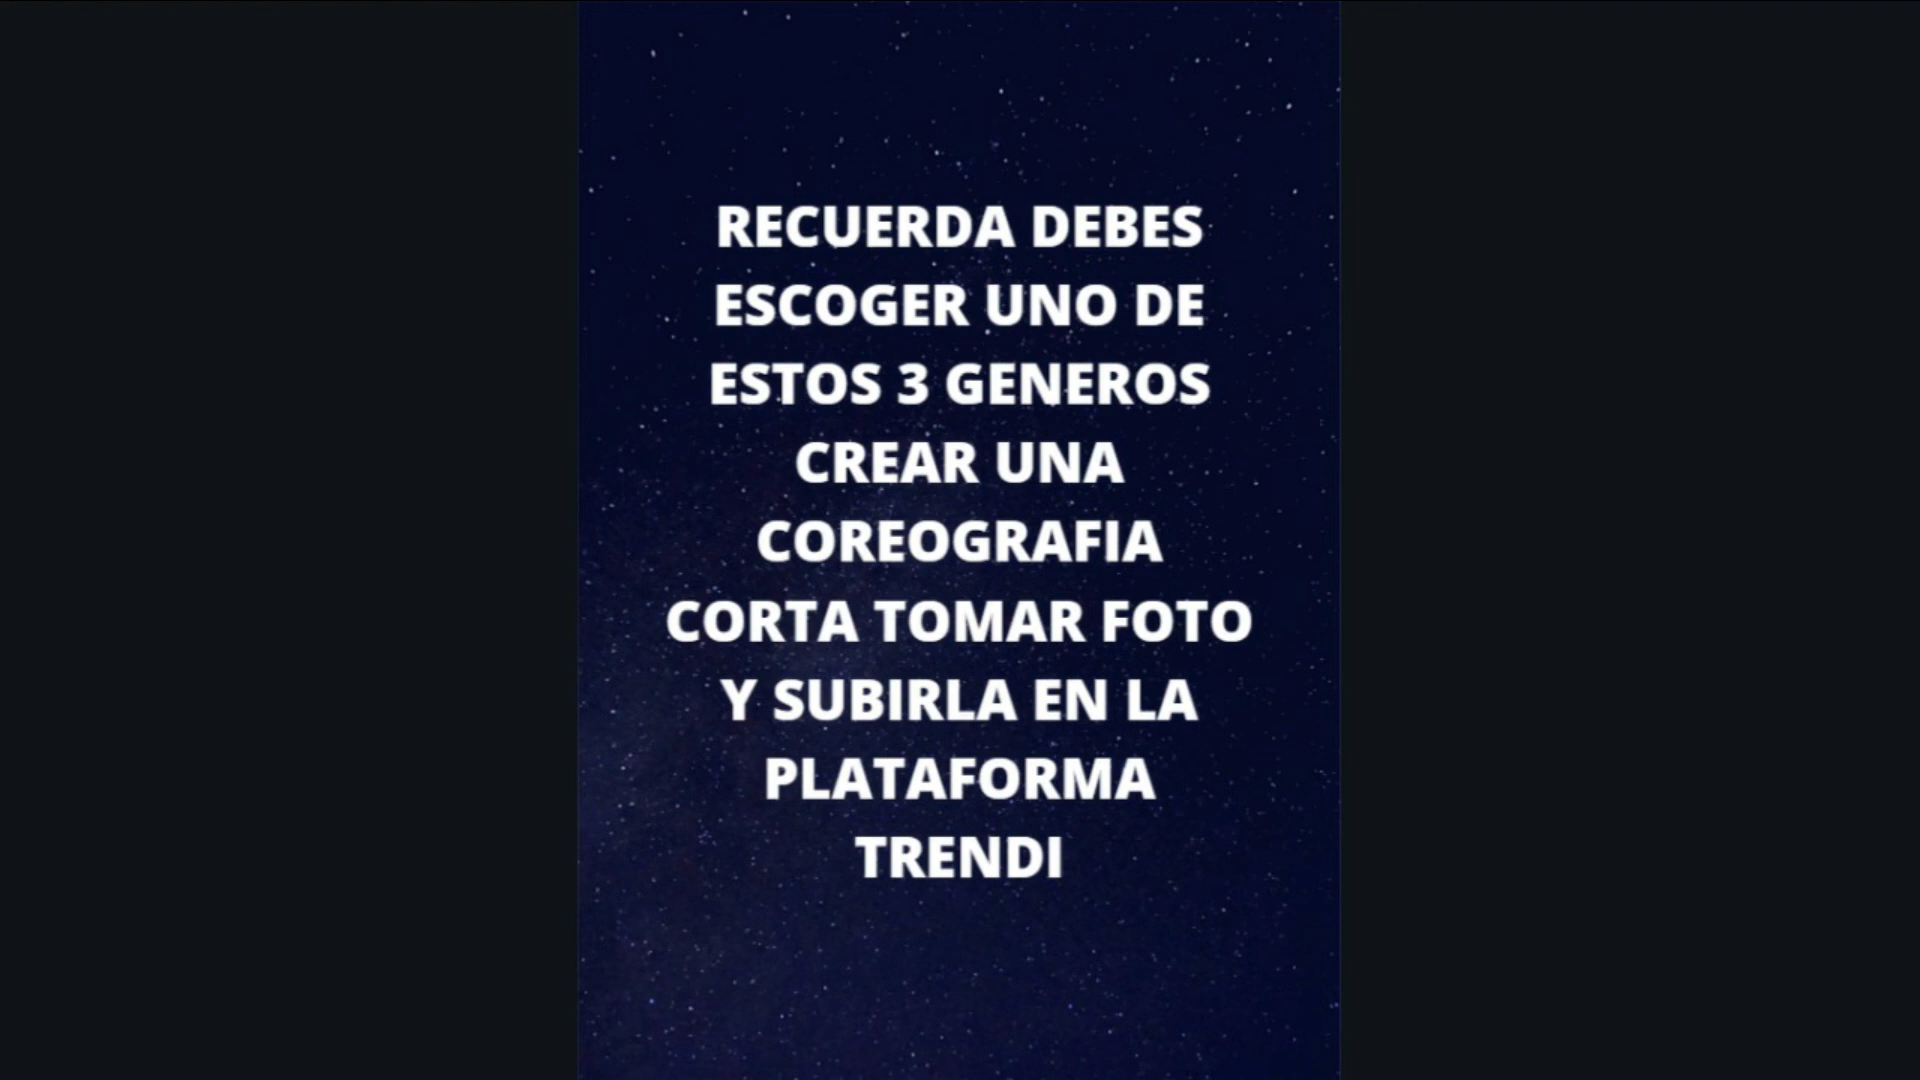 RECUERDA DEBES
ESCOGER UNO DE
ESTOS 3 GENEROS
CREAR UNA
COREOGRAFIA
CORTA TOMAR FOTO
Y SUBIRLA EN LA
PLATAFORMA
TRENDI